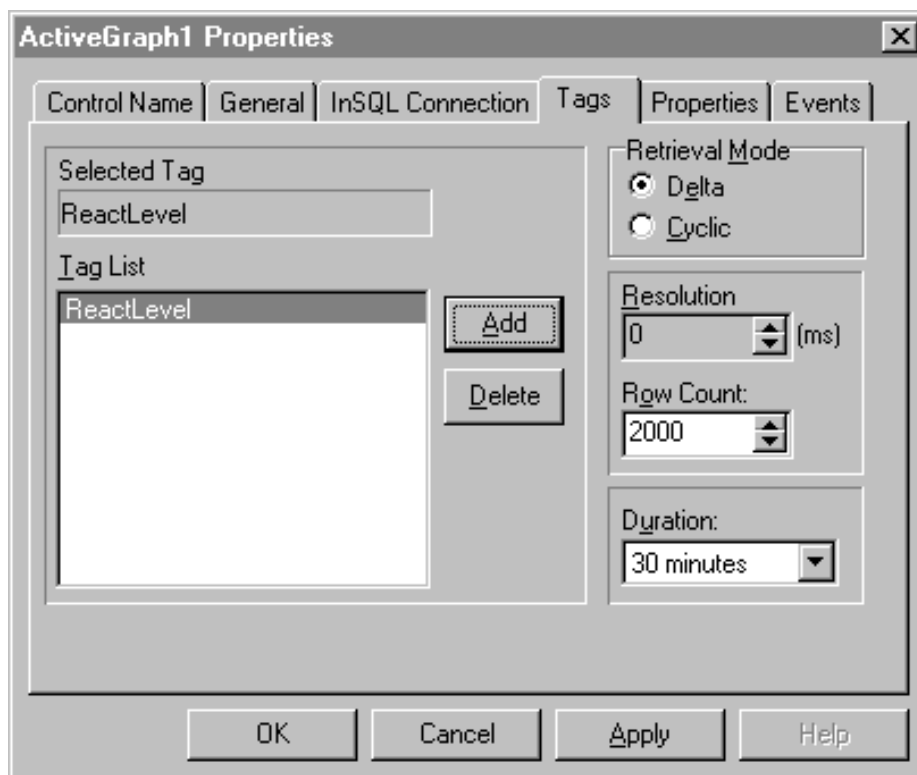 ActiveGraph1 Properties
Control Name General InSQL Connection Tags Properties Events
Selected Tag
ReactLevel
Tag List
ReactLevel
Add
Delete
Retrieval Mode
Delta
Cyclic
Resolution
0 (ms)
Row Count:
2000
Duration:
30 minutes
OK Cancel Apply Help